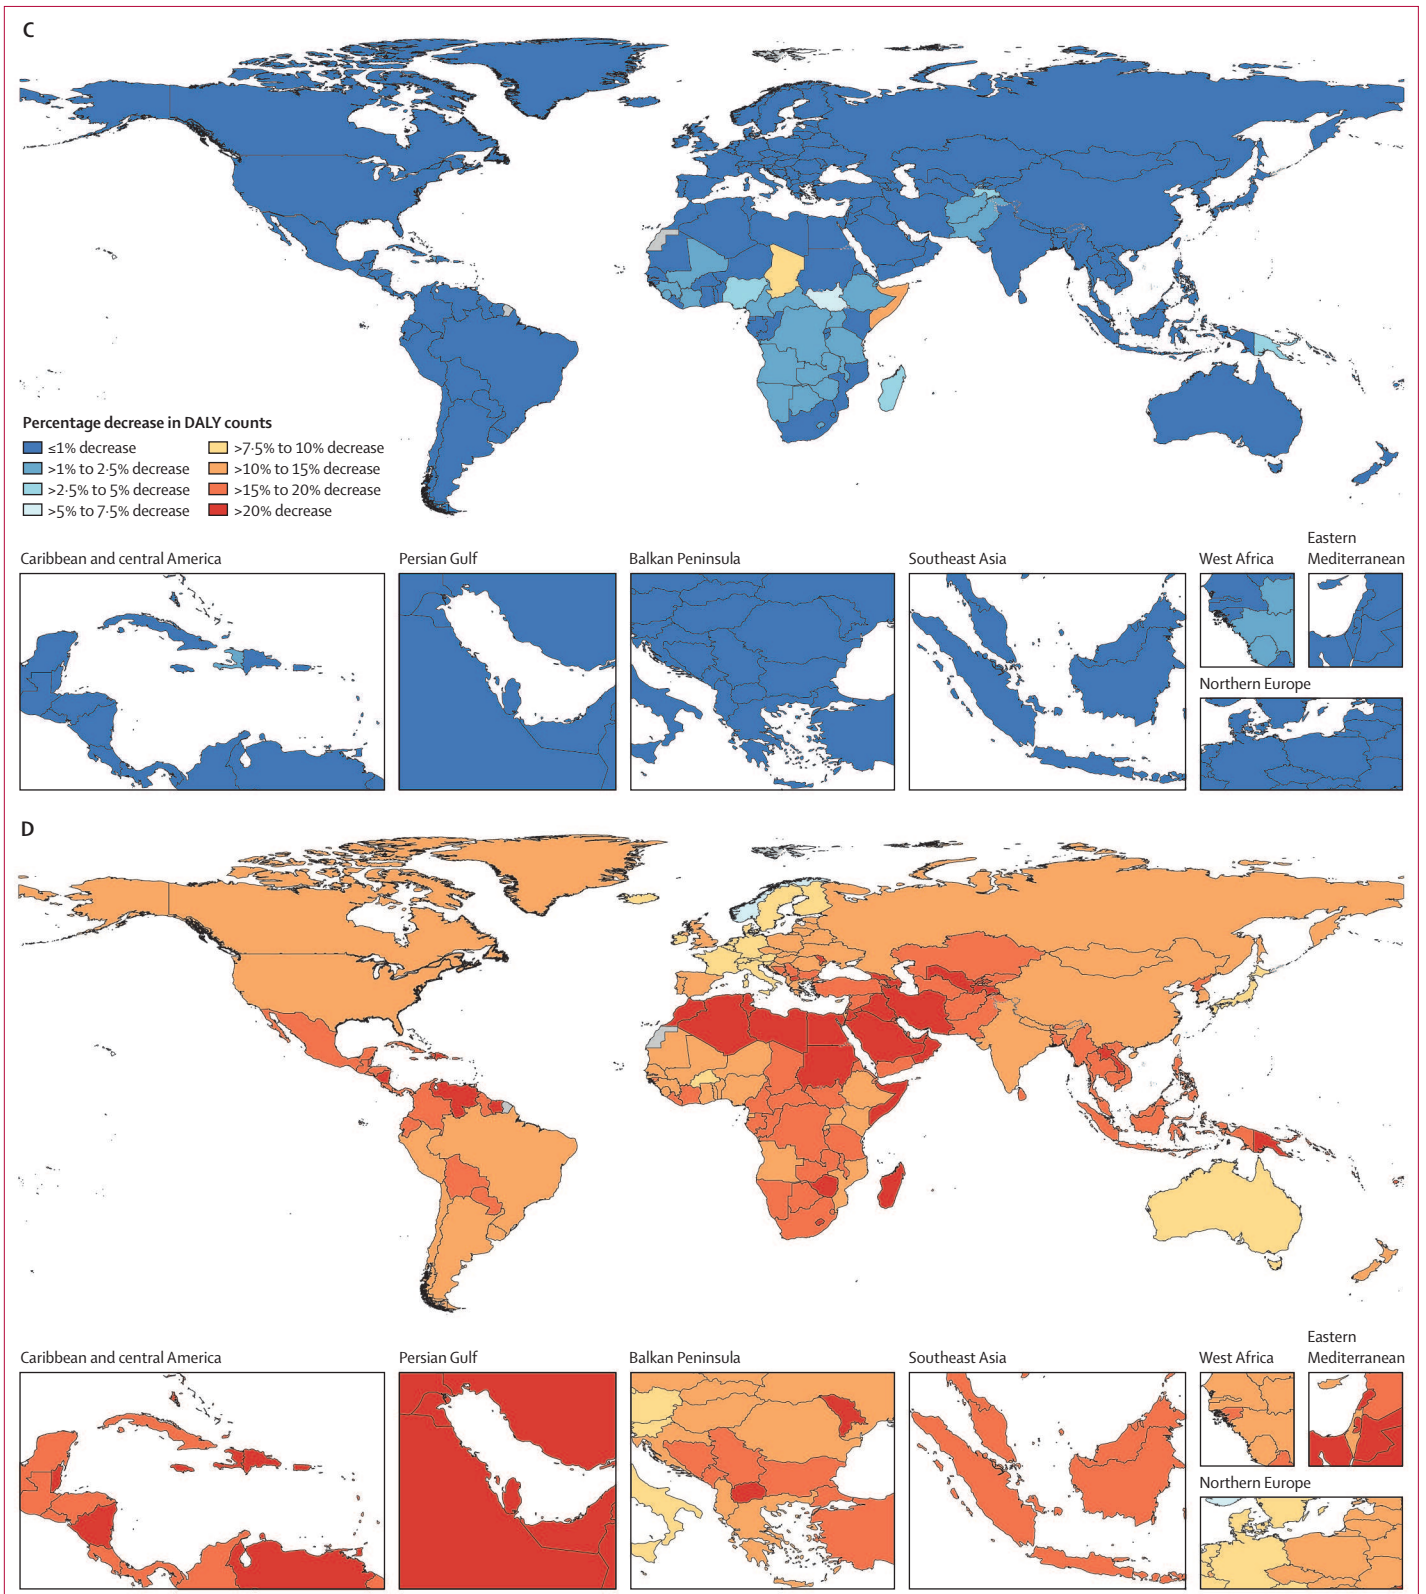 C
Percentage decrease in DALY counts
≤1% decrease
>1% to 2·5% decrease
>2·5% to 5% decrease
>5% to 7·5% decrease
>7·5% to 10% decrease
>10% to 15% decrease
>15% to 20% decrease
>20% decrease
Caribbean and central America
Persian Gulf
Balkan Peninsula
Southeast Asia
West Africa
Eastern
Mediterranean
Northern Europe
D
Caribbean and central America
Persian Gulf
Balkan Peninsula
Southeast Asia
West Africa
Eastern
Mediterranean
Northern Europe